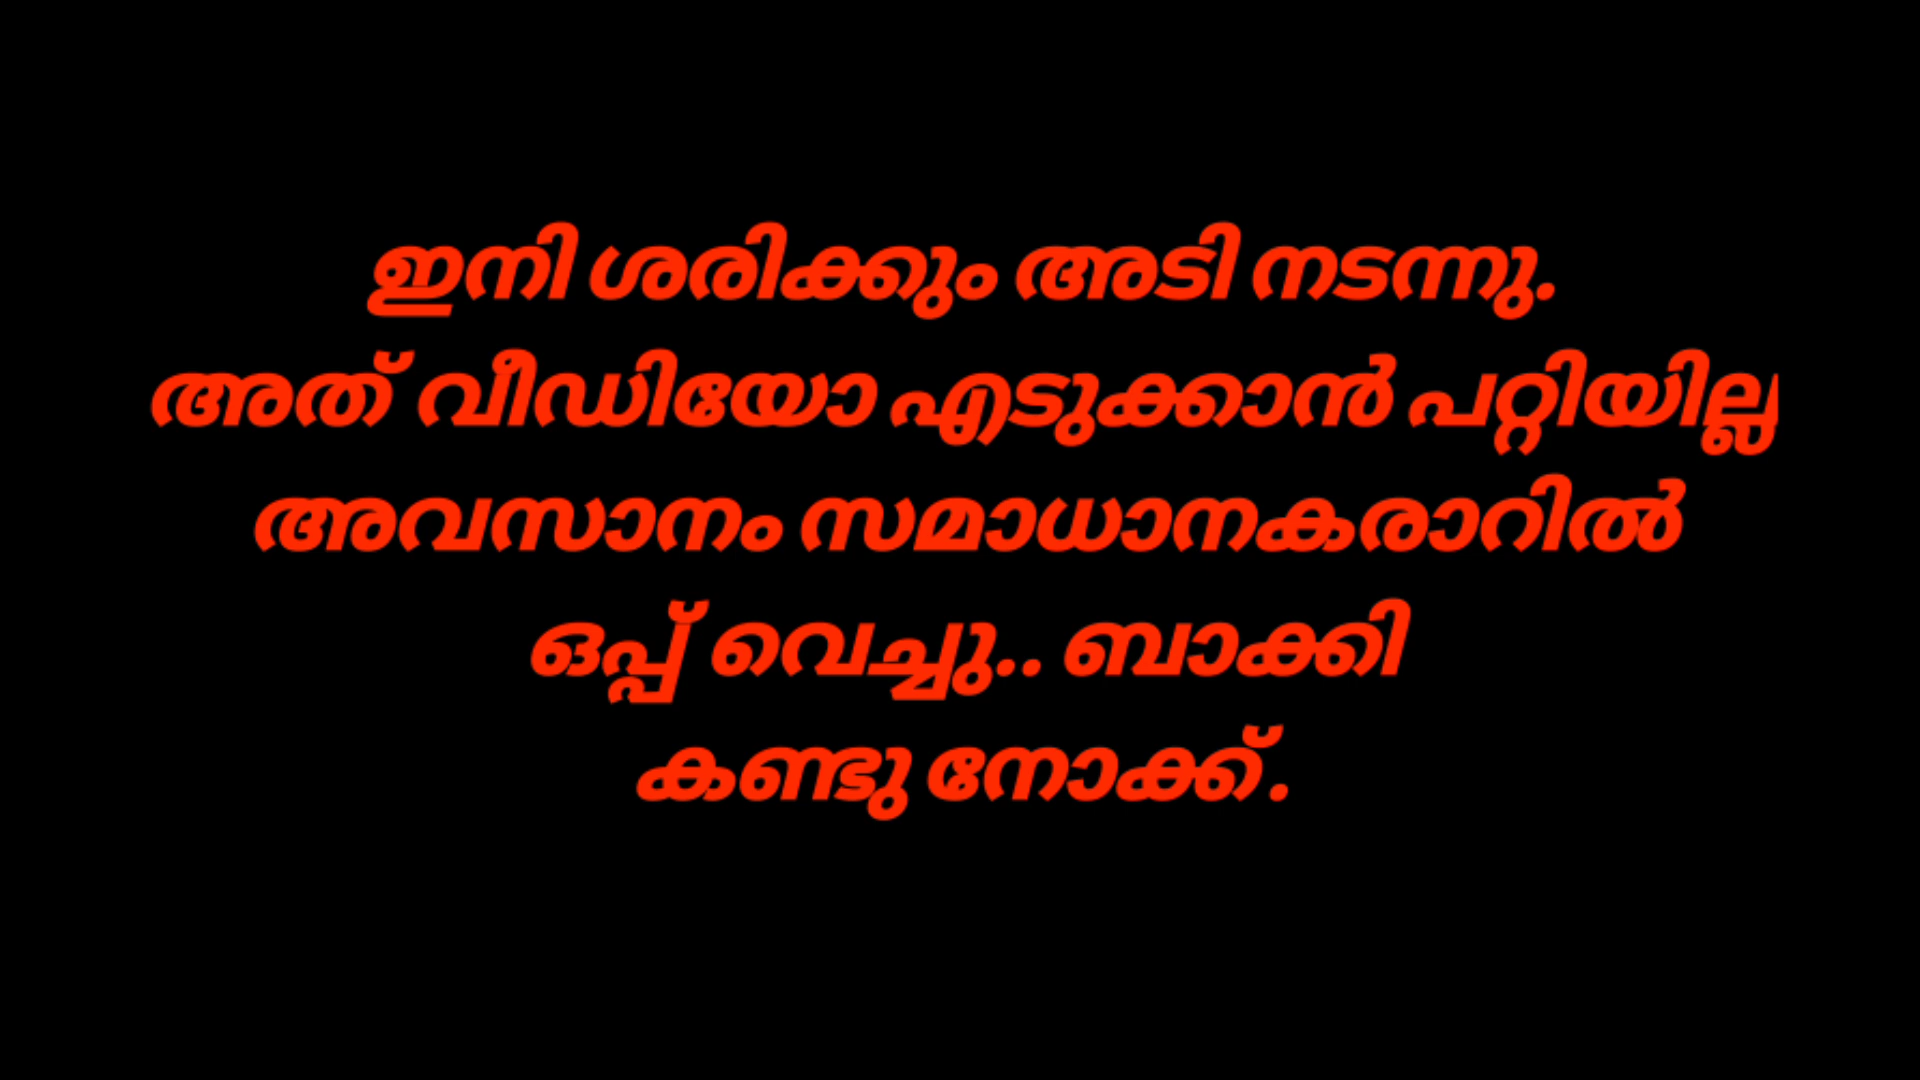 ഇനി ശരിക്കും അടി നടന്നു.
അത് വീഡിയോ എടുക്കാൻ പറ്റിയില്ല
അവസാനം സമാധാനകരാറിൽ
ഒപ്പ് വെച്ചു.. ബാക്കി
കണ്ടു നോക്ക്.